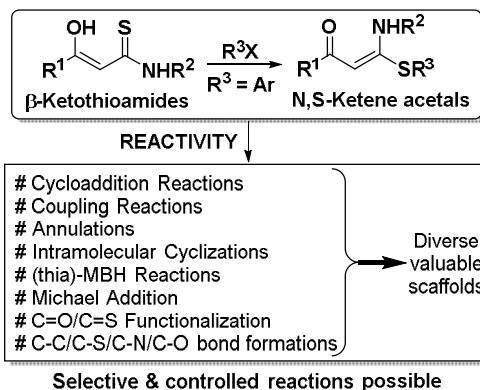 OH S
R¹ NHR²
β-Ketothioamides
R³X
R³ = Ar
O NHR²
R¹ SR³
N,S-Ketene acetals
REACTIVITY
# Cycloaddition Reactions
# Coupling Reactions
# Annulations
# Intramolecular Cyclizations
# (thia)-MBH Reactions
# Michael Addition
# C=O/C=S Functionalization
# C-C/C-S/C-N/C-O bond formations
Diverse
valuable
scaffolds
Selective & controlled reactions possible